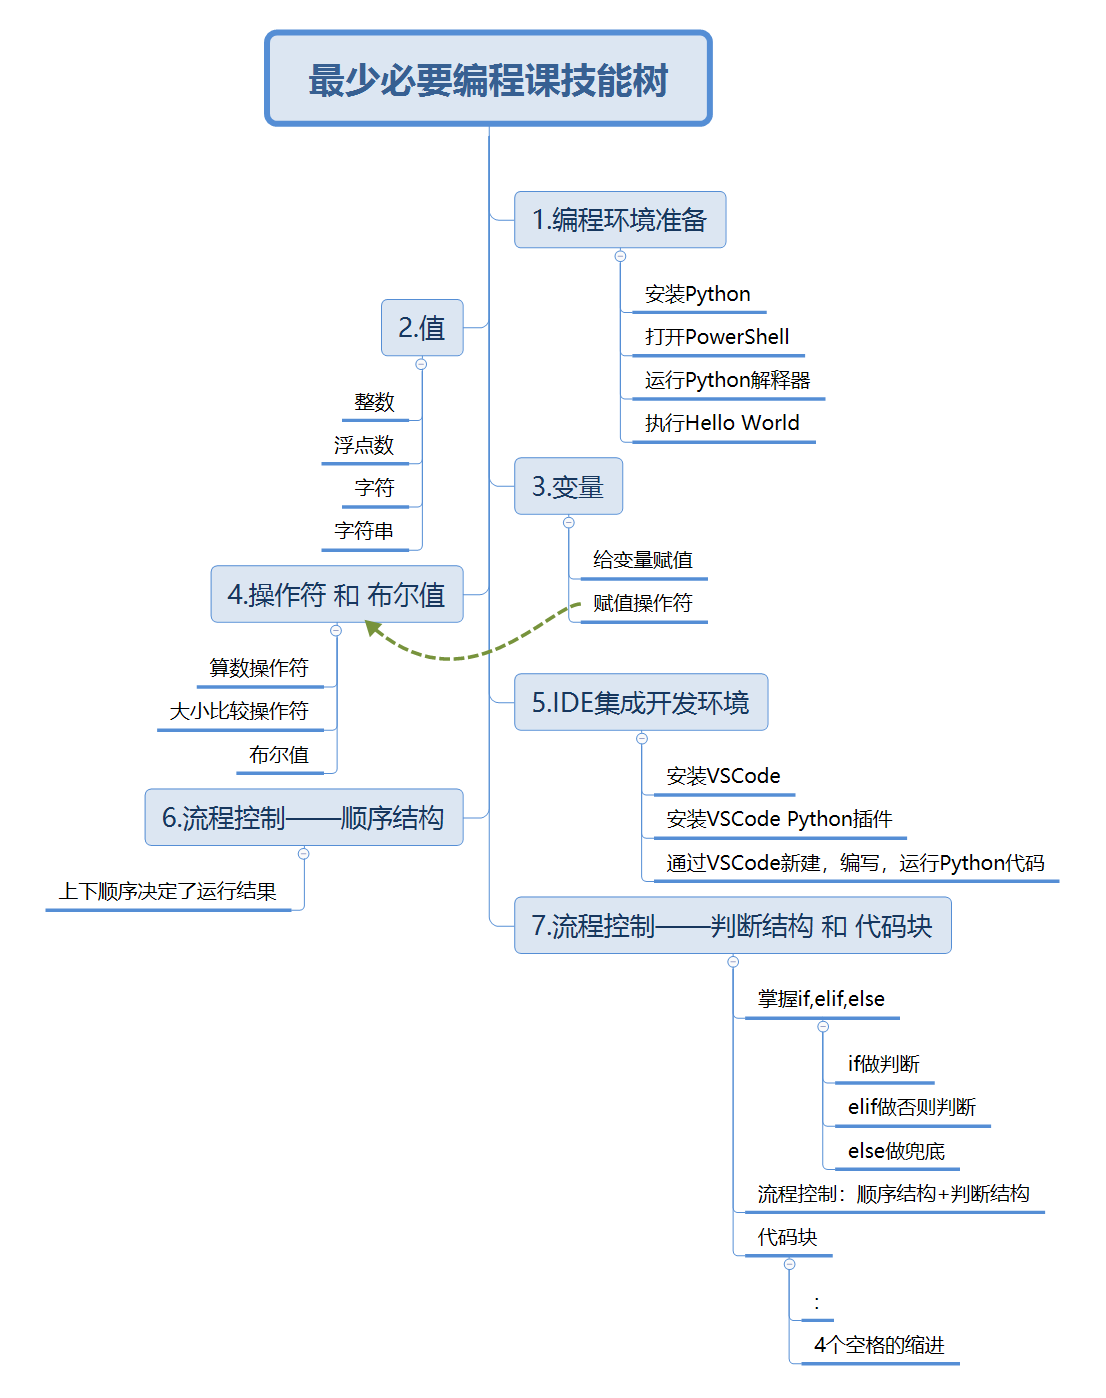 最少必要编程课技能树
1.编程环境准备
安装Python
打开PowerShell
运行Python解释器
执行Hello World
2.值
整数
浮点数
字符
字符串
3.变量
给变量赋值
赋值操作符
4.操作符 和 布尔值
算数操作符
大小比较操作符
布尔值
5.IDE集成开发环境
安装VSCode
安装VSCode Python插件
通过VSCode新建，编写，运行Python代码
6.流程控制——顺序结构
上下顺序决定了运行结果
7.流程控制——判断结构 和 代码块
掌握if,elif,else
if做判断
elif做否则判断
else做兜底
流程控制：顺序结构+判断结构
代码块
:
4个空格的缩进